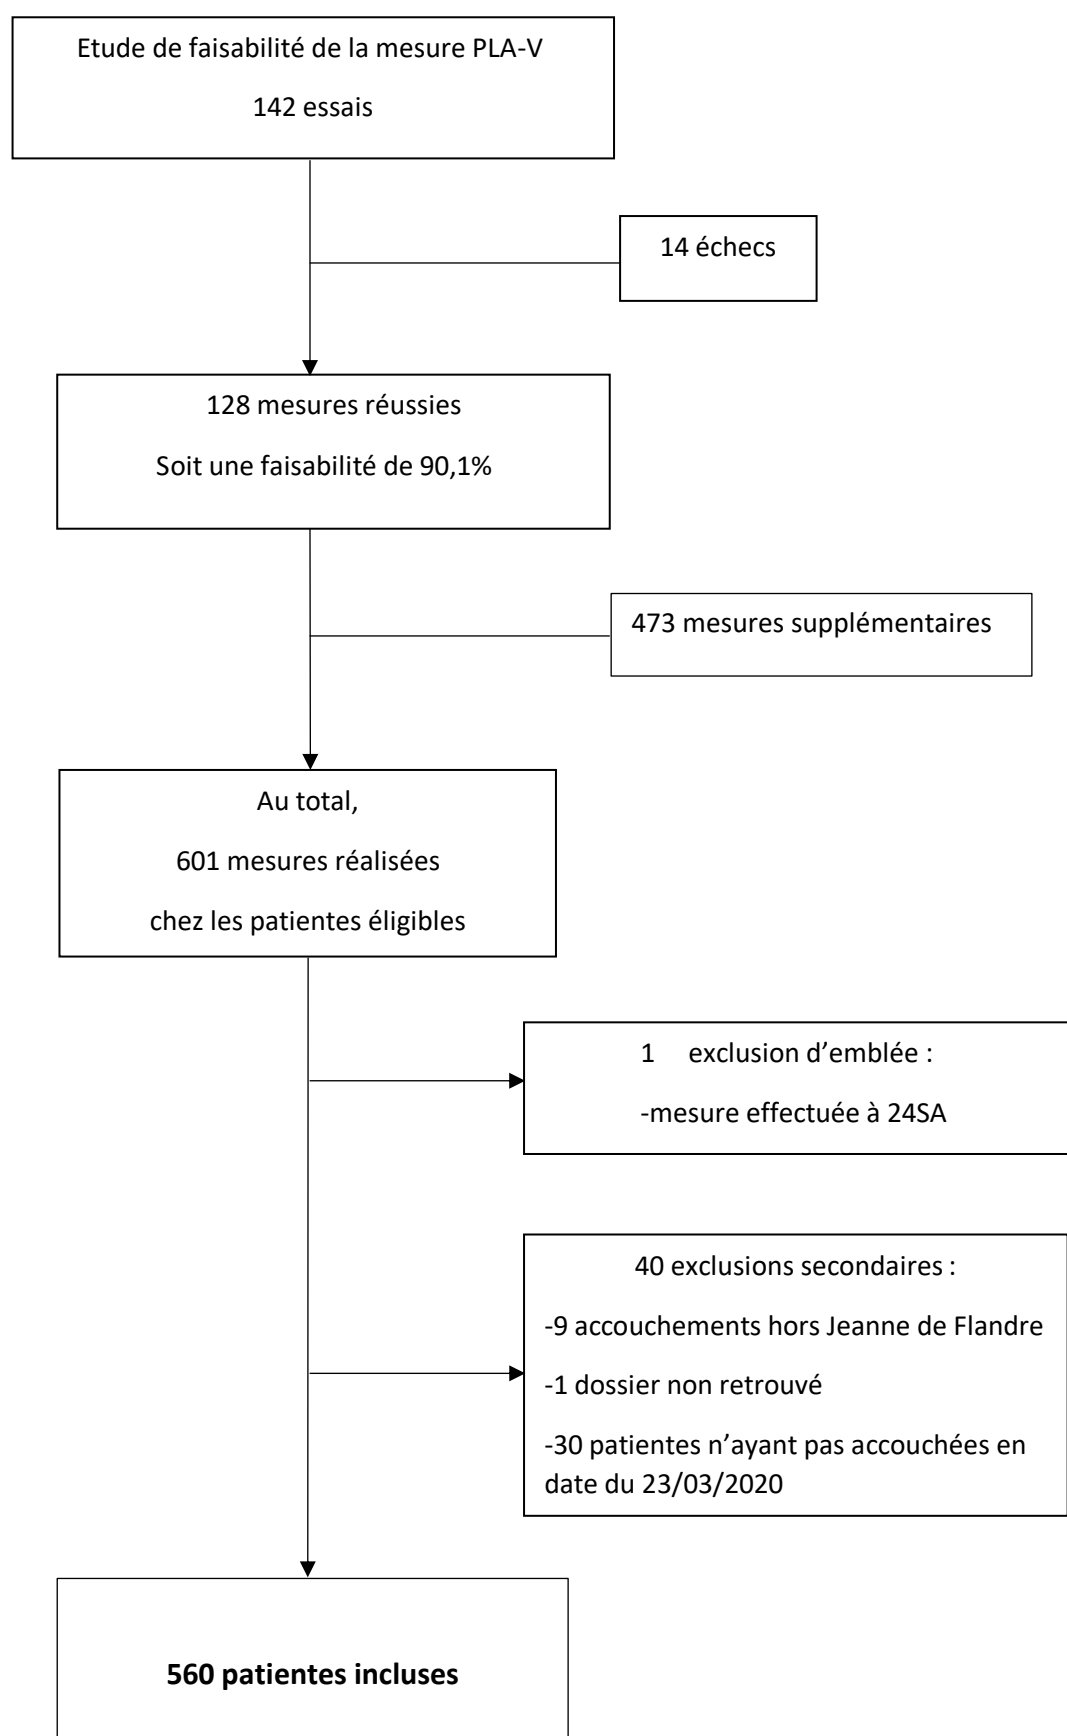 Etude de faisabilité de la mesure PLA-V
142 essais
14 échecs
128 mesures réussies
Soit une faisabilité de 90,1%
473 mesures supplémentaires
Au total,
601 mesures réalisées
chez les patientes éligibles
1 exclusion d’emblée :
-mesure effectuée à 24SA
40 exclusions secondaires :
-9 accouchements hors Jeanne de Flandre
-1 dossier non retrouvé
-30 patientes n’ayant pas accouchées en
date du 23/03/2020
560 patientes incluses